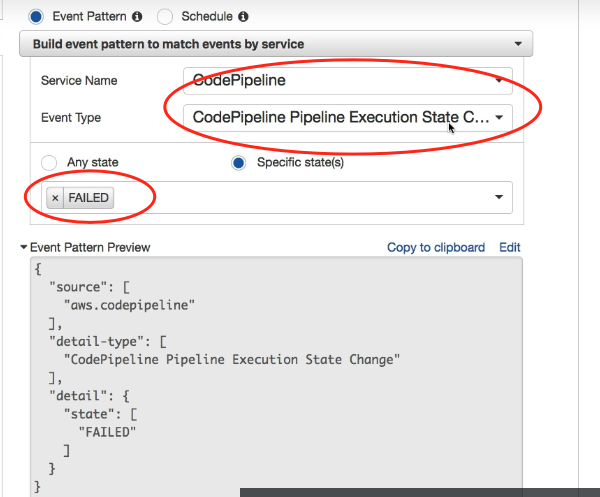 Event Pattern Schedule
Build event pattern to match events by service
Service Name CodePipeline
Event Type CodePipeline Pipeline Execution State C...
Any state Specific state(s)
× FAILED
Event Pattern Preview Copy to clipboard Edit
{
"source": [
"aws.codepipeline"
],
"detail-type": [
"CodePipeline Pipeline Execution State Change"
],
"detail": {
"state": [
"FAILED"
]
}
}